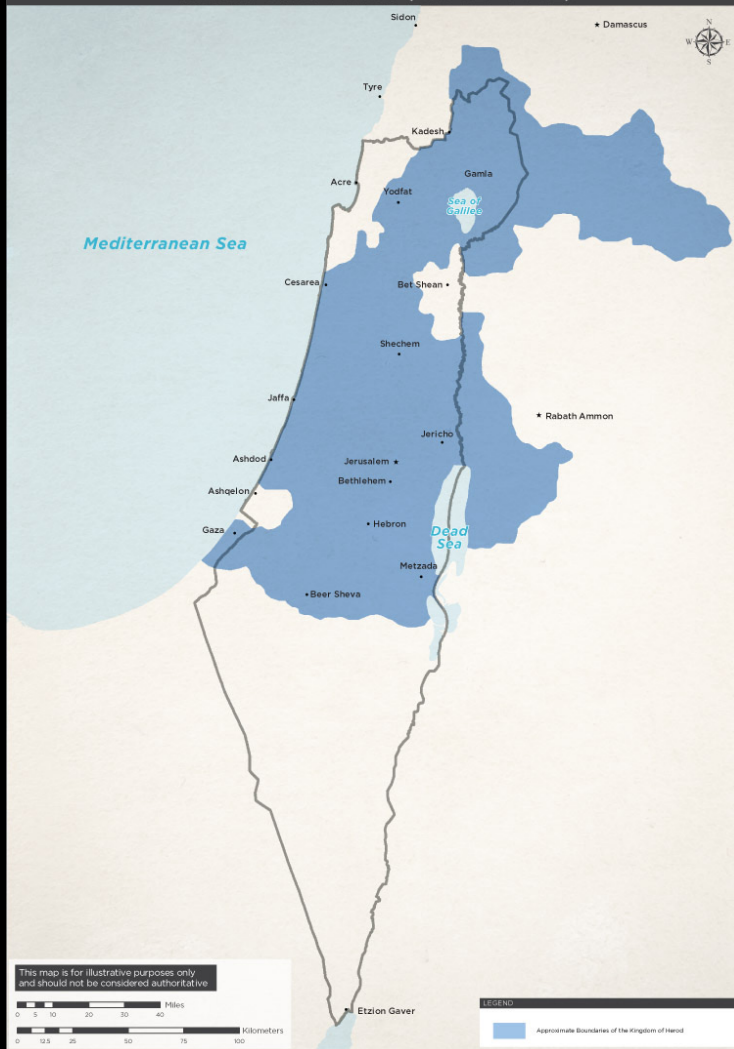 Sidon
Damascus
N
W E
S
Tyre
Kadesh
Gamla
Acre
Yodfat
Sea of
Galilee
Mediterranean Sea
Cesarea
Bet Shean
Shechem
Jaffa
Rabath Ammon
Jericho
Ashdod
Jerusalem
Bethlehem
Ashqelon
Hebron
Gaza
Dead
Sea
Metzada
Beer Sheva
This map is for illustrative purposes only
and should not be considered authoritative
Miles
0 5 10 20 30 40
Kilometers
0 12.5 25 50 75 100
Etzion Gaver
LEGEND
Approximate Boundaries of the Kingdom of Herod